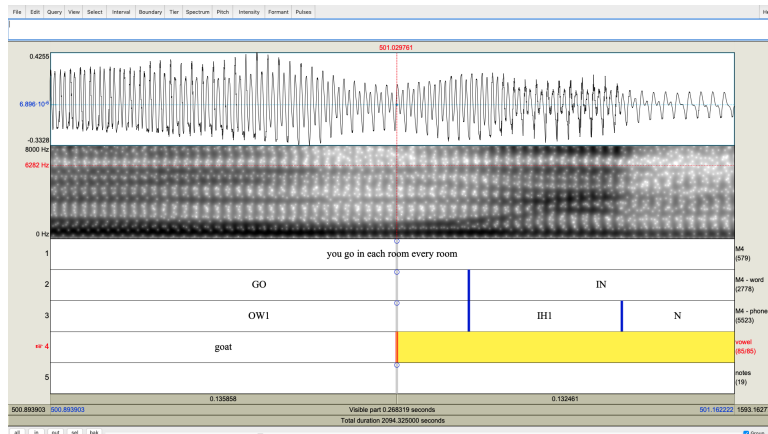 File Edit Query View Select Interval Boundary Tier Spectrum Pitch Intensity Formant Pulses
501.029761
0.4255
-0.3328
8000 Hz
6282 Hz
0 Hz
1 you go in each room every room M4 (579)
2 GO IN M4 - word (2778)
3 OW1 IH1 N M4 - phone (5523)
4 goat vowel (85/85)
5 notes (19)
0.135858 0.132461
500.893903 500.893903 Visible part 0.268319 seconds 501.162222
Total duration 2094.325000 seconds
all in out sel bak